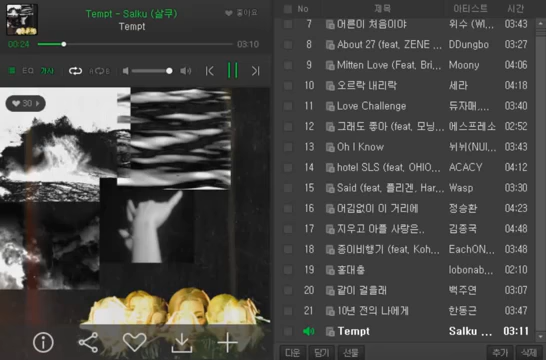 Tempt - Salku (살쿠)
좋아요
Tempt
00:24
03:10
EQ 가사
30
No 제목 아티스트 시간
7 어른이 처음이야 위수 (WI,... 03:43
8 About 27 (feat, ZENE ... DDungbo 03:27
9 Mitten Love (Feat, Bri... Moony 04:06
10 오르락 내리락 세라 04:18
11 Love Challenge 듀자매,... 03:40
12 그래도 좋아 (feat, 모닝... 에스프레소 02:52
13 Oh I Know 뉘뉘(NUI... 03:43
14 hotel SLS (feat, OHIO... ACACY 04:12
15 Said (feat, 플리겐, Har... Wasp 03:30
16 어김없이 이 거리에 정승환 04:23
17 지우고 아플 사랑은.. 김종국 04:48
18 종이비행기 (feat, Koh... EachON... 03:48
19 홍대출 lobonab... 02:10
20 같이 걸을래 백주연 03:07
21 10년 전의 나에게 한동근 03:47
Tempt Salku ... 03:11
다운 담기 선물 추가 삭제